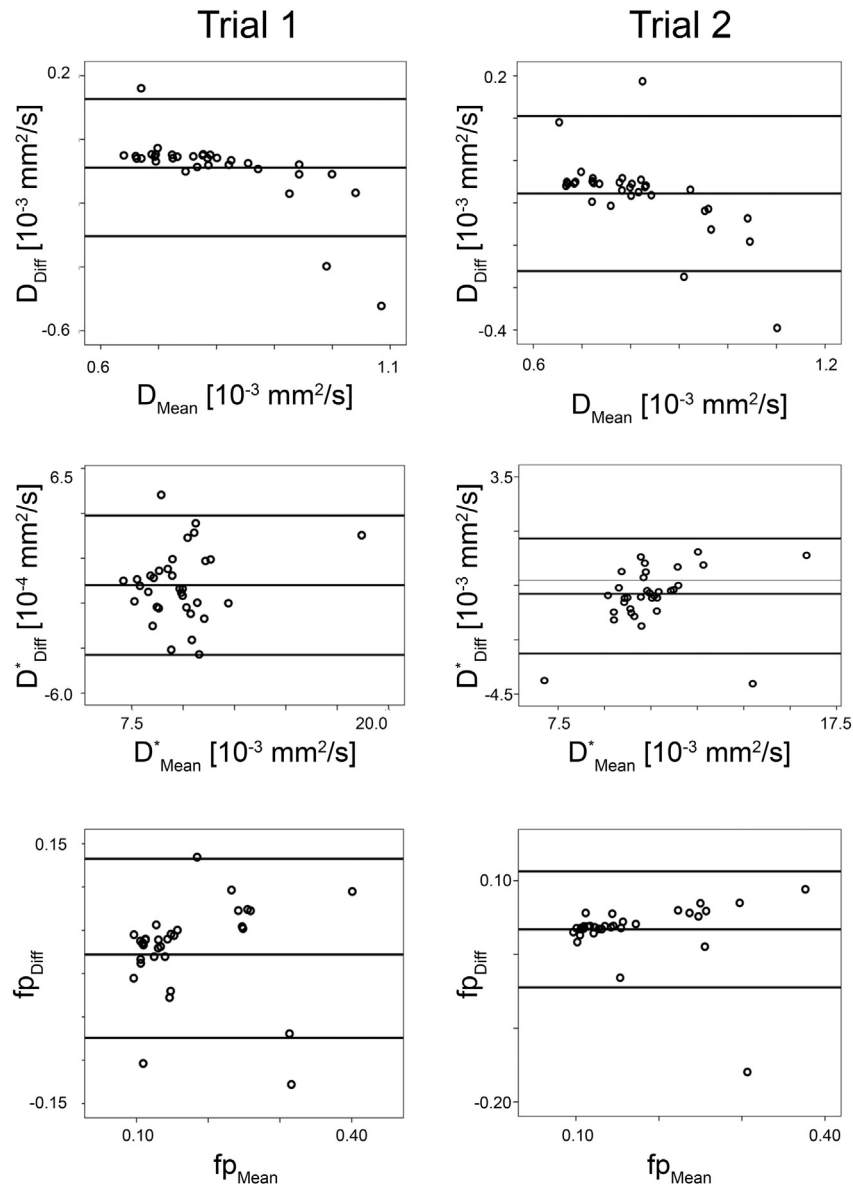 Trial 1 Trial 2
0.2 0.2
D_Diff [10^-3 mm^2/s] D_Diff [10^-3 mm^2/s]
-0.6 -0.4
0.6 1.1 0.6 1.2
D_Mean [10^-3 mm^2/s] D_Mean [10^-3 mm^2/s]
6.5 3.5
D^*_Diff [10^-4 mm^2/s] D^*_Diff [10^-3 mm^2/s]
-6.0 -4.5
7.5 20.0 7.5 17.5
D^*_Mean [10^-3 mm^2/s] D^*_Mean [10^-3 mm^2/s]
0.15 0.10
fp_Diff fp_Diff
-0.15 -0.20
0.10 0.40 0.10 0.40
fp_Mean fp_Mean